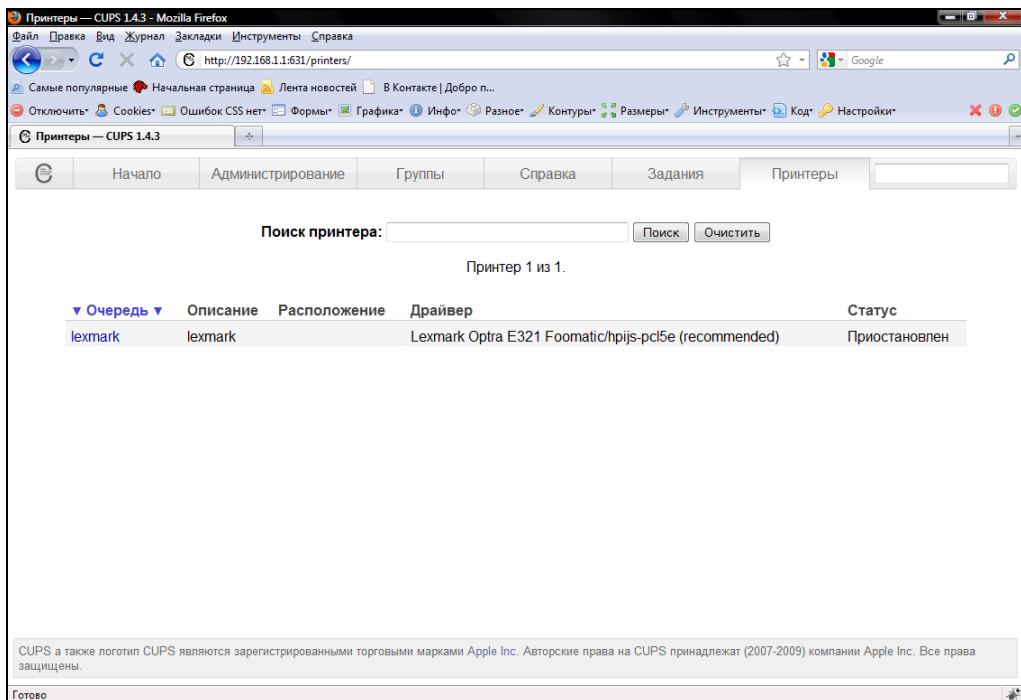 Принтеры — CUPS 1.4.3 - Mozilla Firefox
Файл Правка Вид Журнал Закладки Инструменты Справка
http://192.168.1.1:631/printers/ Google
Самые популярные Начальная страница Лента новостей В Контакте | Добро п...
Отключить Cookies Ошибок CSS нет Формы Графика Инфо Разное Контуры Размеры Инструменты Код Настройки
Принтеры — CUPS 1.4.3
Начало Администрирование Группы Справка Задания Принтеры
Поиск принтера: Поиск Очистить
Принтер 1 из 1.
▼ Очередь ▼ Описание Расположение Драйвер Статус
lexmark lexmark Lexmark Optra E321 Foomatic/hpijs-pcl5e (recommended) Приостановлен
CUPS а также логотип CUPS являются зарегистрированными торговыми марками Apple Inc. Авторские права на CUPS принадлежат (2007-2009) компании Apple Inc. Все права
защищены.
Готово